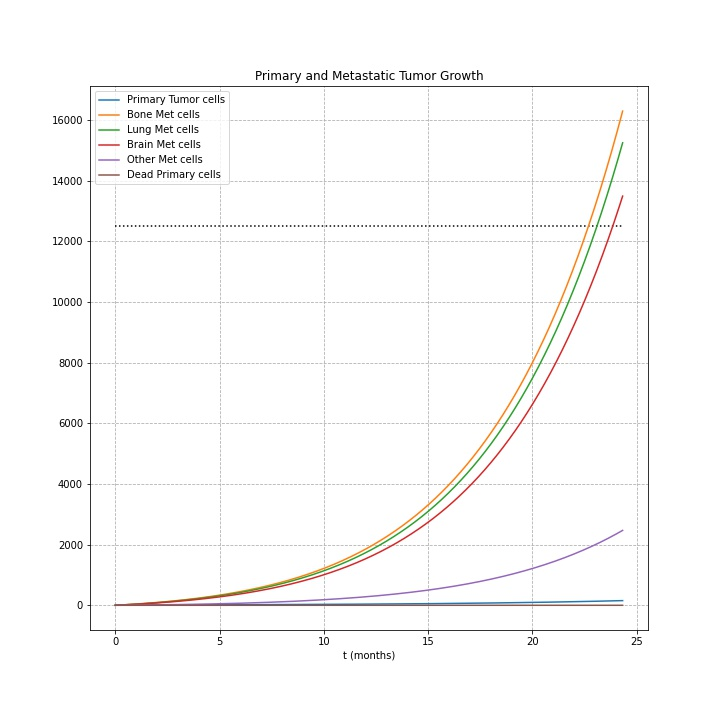 Primary and Metastatic Tumor Growth
Primary Tumor cells
Bone Met cells
Lung Met cells
Brain Met cells
Other Met cells
Dead Primary cells
16000
14000
12000
10000
8000
6000
4000
2000
0
0 5 10 15 20 25
t (months)